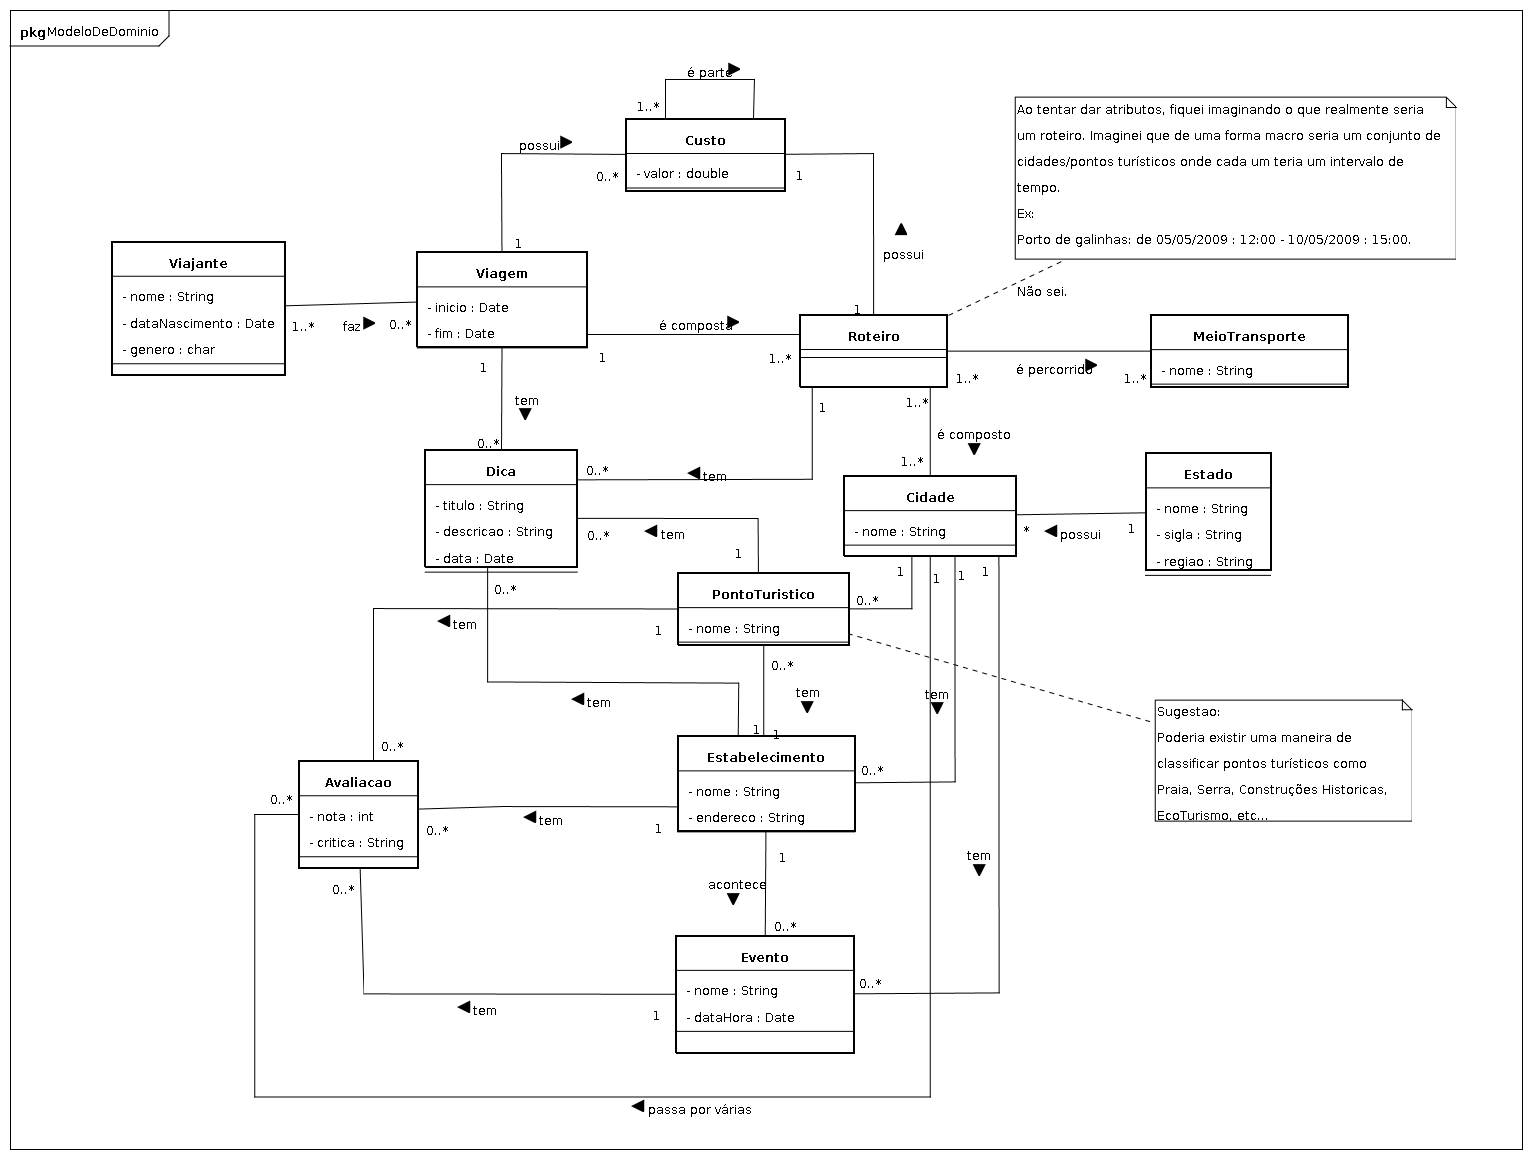 pkg ModeloDeDominio
é parte
1..*
Custo
- valor : double
possui
0..*
1
1
possui
1
Ao tentar dar atributos, fiquei imaginando o que realmente seria
um roteiro. Imaginei que de uma forma macro seria um conjunto de
cidades/pontos turísticos onde cada um teria um intervalo de
tempo.
Ex:
Porto de galinhas: de 05/05/2009 : 12:00 - 10/05/2009 : 15:00.
Não sei.
Viajante
- nome : String
- dataNascimento : Date
- genero : char
1..*
faz
0..*
Viagem
- inicio : Date
- fim : Date
é composta
1
1..*
Roteiro
é percorrido
1..*
1..*
MeioTransporte
- nome : String
1
tem
0..*
1
0..*
tem
1..*
é composto
1..*
Dica
- titulo : String
- descricao : String
- data : Date
Cidade
- nome : String
*
possui
1
Estado
- nome : String
- sigla : String
- regiao : String
0..*
tem
1
PontoTuristico
- nome : String
0..*
1
1
1
1
0..*
tem
1
0..*
tem
tem
tem
1
1
Sugestao:
Poderia existir uma maneira de
classificar pontos turísticos como
Praia, Serra, Construções Historicas,
EcoTurismo, etc...
0..*
Estabelecimento
- nome : String
- endereco : String
0..*
Avaliacao
- nota : int
- critica : String
0..*
0..*
tem
1
0..*
1
acontece
0..*
tem
Evento
- nome : String
- dataHora : Date
0..*
tem
1
passa por várias